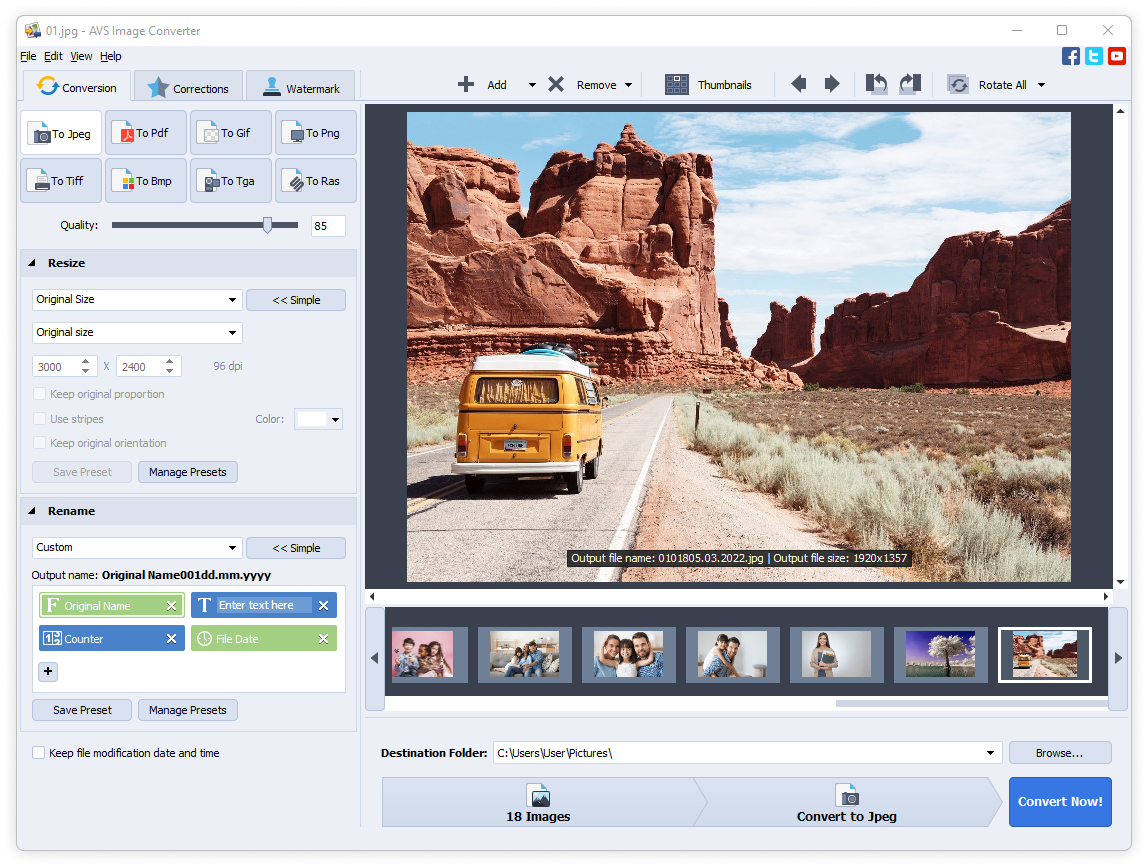 01.jpg - AVS Image Converter
File Edit View Help
Conversion Corrections Watermark
Add Remove Thumbnails Rotate All
To Jpeg To Pdf To Gif To Png
To Tiff To Bmp To Tga To Ras
Quality: 85
Resize
Original Size << Simple
Original size
3000 X 2400 96 dpi
Keep original proportion
Use stripes Color:
Keep original orientation
Save Preset Manage Presets
Rename
Custom << Simple
Output name: Original Name001dd.mm.yyyy
F Original Name T Enter text here
Counter File Date
+
Save Preset Manage Presets
Keep file modification date and time
Output file name: 0101805.03.2022.jpg | Output file size: 1920x1357
Destination Folder: C:\Users\User\Pictures\ Browse...
18 Images Convert to Jpeg Convert Now!